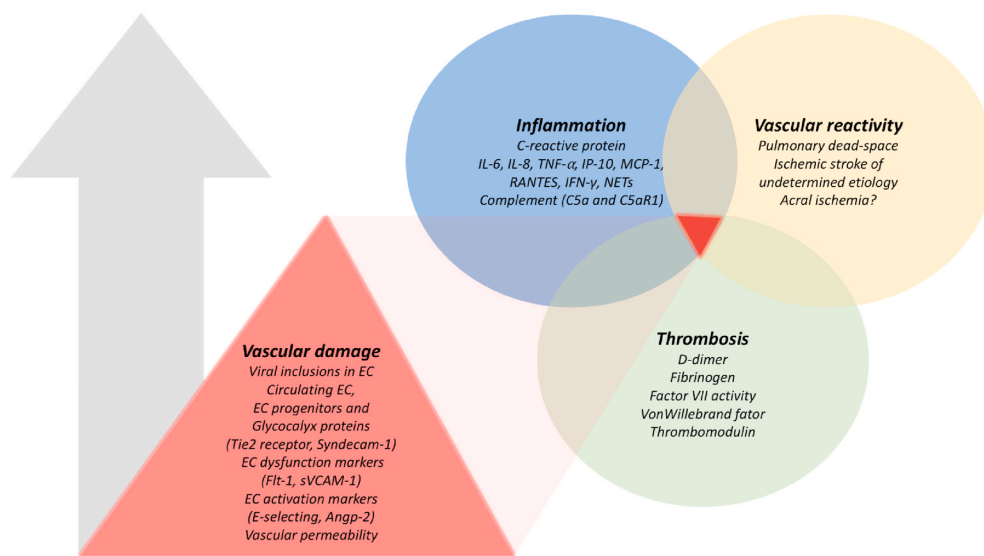 Inflammation
C-reactive protein
IL-6, IL-8, TNF-α, IP-10, MCP-1,
RANTES, IFN-γ, NETs
Complement (C5a and C5aR1)
Vascular reactivity
Pulmonary dead-space
Ischemic stroke of
undetermined etiology
Acral ischemia?
Thrombosis
D-dimer
Fibrinogen
Factor VII activity
VonWillebrand fator
Thrombomodulin
Vascular damage
Viral inclusions in EC
Circulating EC,
EC progenitors and
Glycocalyx proteins
(Tie2 receptor, Syndecam-1)
EC dysfunction markers
(Flt-1, sVCAM-1)
EC activation markers
(E-selecting, Angp-2)
Vascular permeability